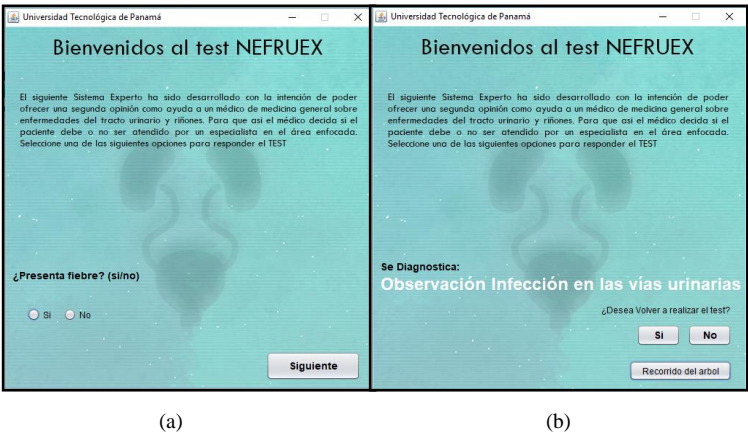 Universidad Tecnológica de Panamá
Bienvenidos al test NEFRUEX
El siguiente Sistema Experto ha sido desarrollado con la intención de poder
ofrecer una segunda opinión como ayuda a un médico de medicina general sobre
enfermedades del tracto urinario y riñones. Para que asi el médico decida si el
paciente debe o no ser atendido por un especialista en el área enfocada.
Seleccione una de las siguientes opciones para responder el TEST
¿Presenta fiebre? (si/no)
Si No
Siguiente
(a)
Universidad Tecnológica de Panamá
Bienvenidos al test NEFRUEX
El siguiente Sistema Experto ha sido desarrollado con la intención de poder
ofrecer una segunda opinión como ayuda a un médico de medicina general sobre
enfermedades del tracto urinario y riñones. Para que asi el médico decida si el
paciente debe o no ser atendido por un especialista en el área enfocada.
Seleccione una de las siguientes opciones para responder el TEST
Se Diagnostica:
Observación Infección en las vías urinarias
¿Desea Volver a realizar el test?
Si No
Recorrido del arbol
(b)